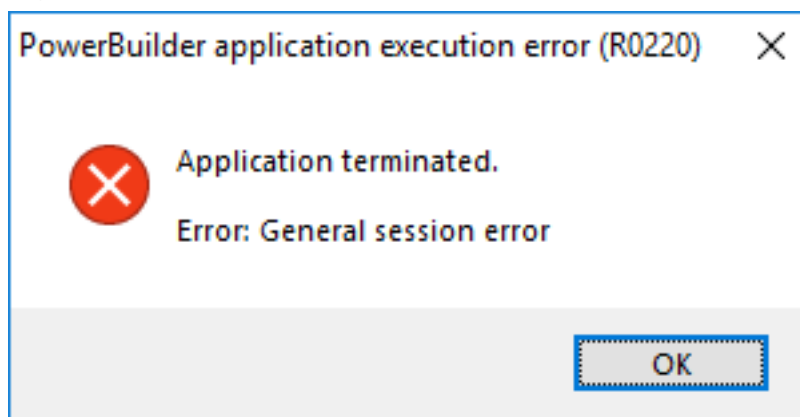 PowerBuilder application execution error (R0220)
Application terminated.
Error: General session error
OK